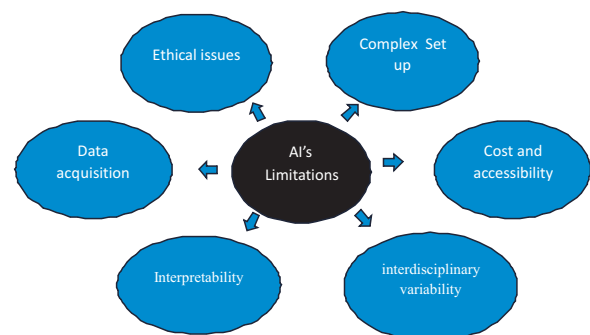 Ethical issues
Complex Set
up
Data
acquisition
AI's
Limitations
Cost and
accessibility
Interpretability
interdisciplinary
variability